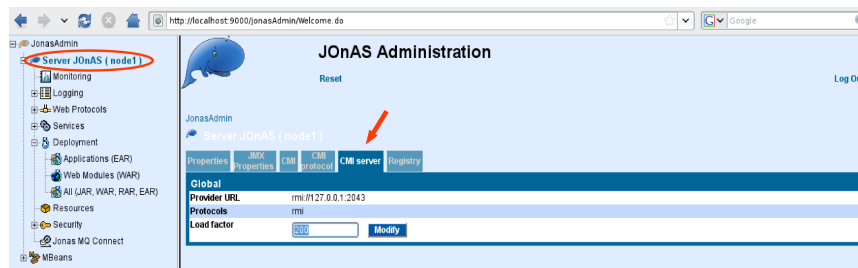 http://localhost:9000/jonasAdmin/Welcome.do
Google
JonasAdmin
Server JOnAS ( node1 )
Monitoring
Logging
Web Protocols
Services
Deployment
Applications (EAR)
Web Modules (WAR)
All (JAR, WAR, RAR, EAR)
Resources
Security
Jonas MQ Connect
MBeans
JOnAS Administration
Reset
Log O
JonasAdmin
Server JOnAS ( node1 )
Properties JMX Properties CMI CMI protocol CMI server Registry
Global
Provider URL rmi://127.0.0.1:2043
Protocols rmi
Load factor 200 Modify